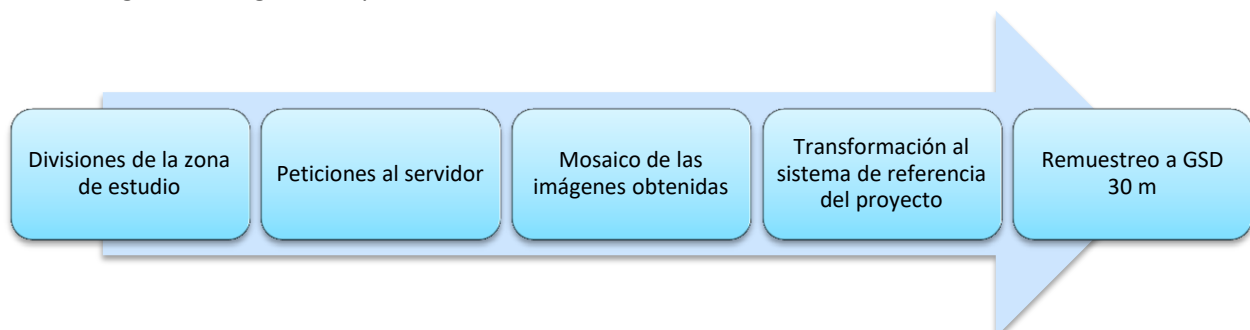 Divisiones de la zona
de estudio
Peticiones al servidor
Mosaico de las
imágenes obtenidas
Transformación al
sistema de referencia
del proyecto
Remuestreo a GSD
30 m